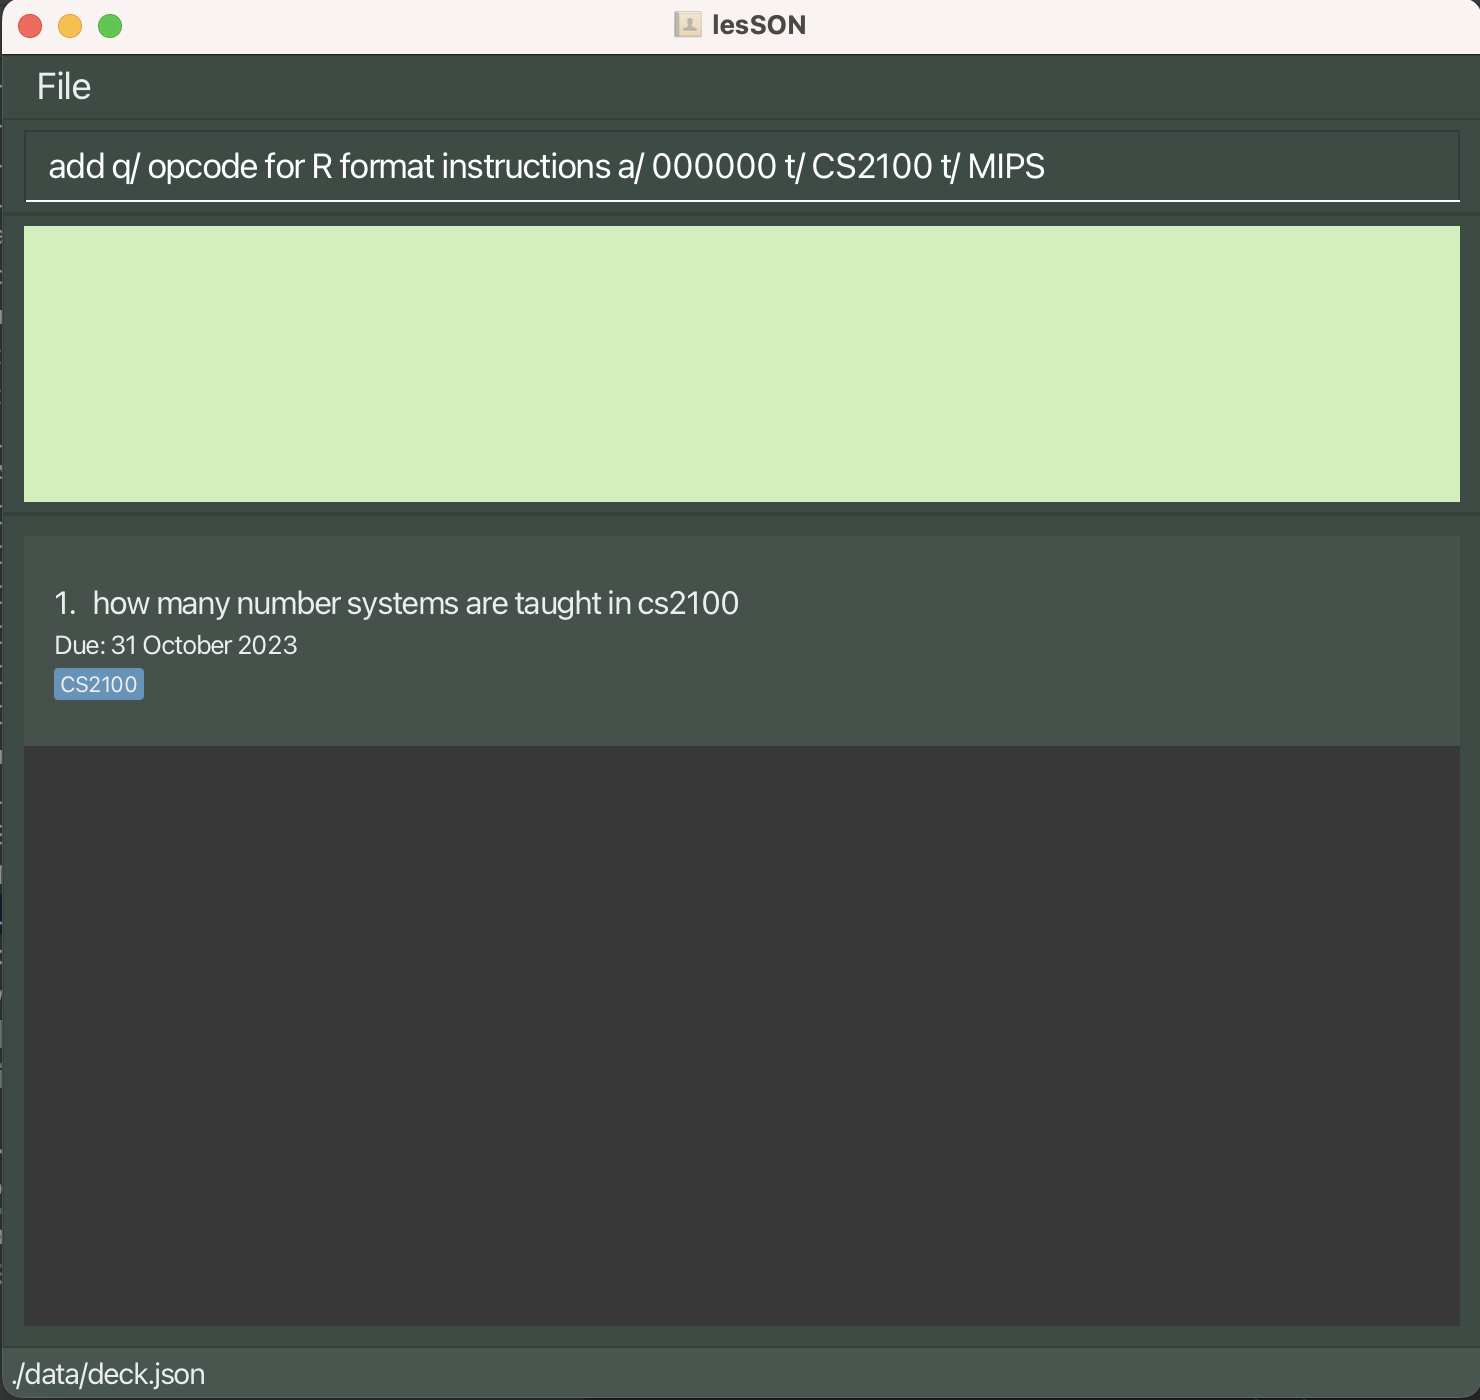 lesSON
File
add q/ opcode for R format instructions a/ 000000 t/ CS2100 t/ MIPS
1. how many number systems are taught in cs2100
Due: 31 October 2023
CS2100
./data/deck.json